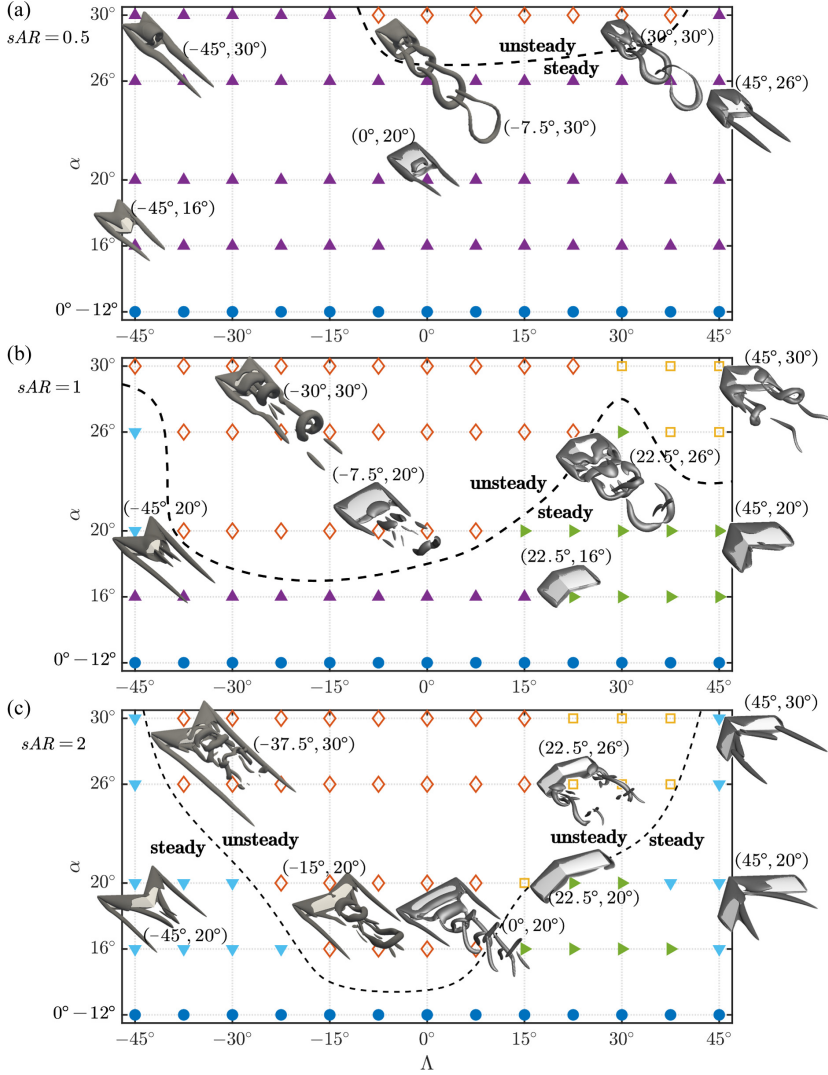 (a)
sAR = 0.5
α
30°
26°
20°
16°
0° −12°
(−45°, 30°)
unsteady
steady
(30°, 30°)
(45°, 26°)
(−7.5°, 30°)
(0°, 20°)
(−45°, 16°)
−45° −30° −15° 0° 15° 30° 45°
(b)
sAR = 1
α
30°
26°
20°
16°
0° −12°
(−30°, 30°)
(45°, 30°)
(−7.5°, 20°)
unsteady
(22.5°, 26°)
(−45°, 20°)
steady
(45°, 20°)
(22.5°, 16°)
−45° −30° −15° 0° 15° 30° 45°
(c)
sAR = 2
α
30°
26°
20°
16°
0° −12°
(−37.5°, 30°)
(22.5°, 26°)
(45°, 30°)
steady
unsteady
unsteady
steady
(−15°, 20°)
(45°, 20°)
(22.5°, 20°)
(−45°, 20°)
(0°, 20°)
−45° −30° −15° 0° 15° 30° 45°
Λ